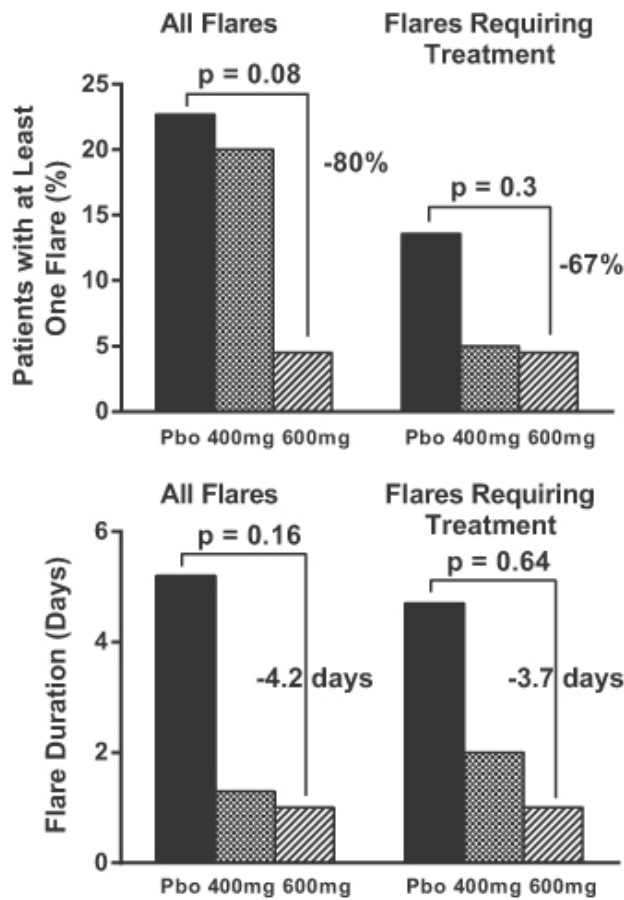 All Flares
Flares Requiring
Treatment
Patients with at Least
One Flare (%)
25
20
15
10
5
0
p = 0.08
-80%
p = 0.3
-67%
Pbo 400mg 600mg
Pbo 400mg 600mg
All Flares
Flares Requiring
Treatment
Flare Duration (Days)
6
4
2
0
p = 0.16
-4.2 days
p = 0.64
-3.7 days
Pbo 400mg 600mg
Pbo 400mg 600mg